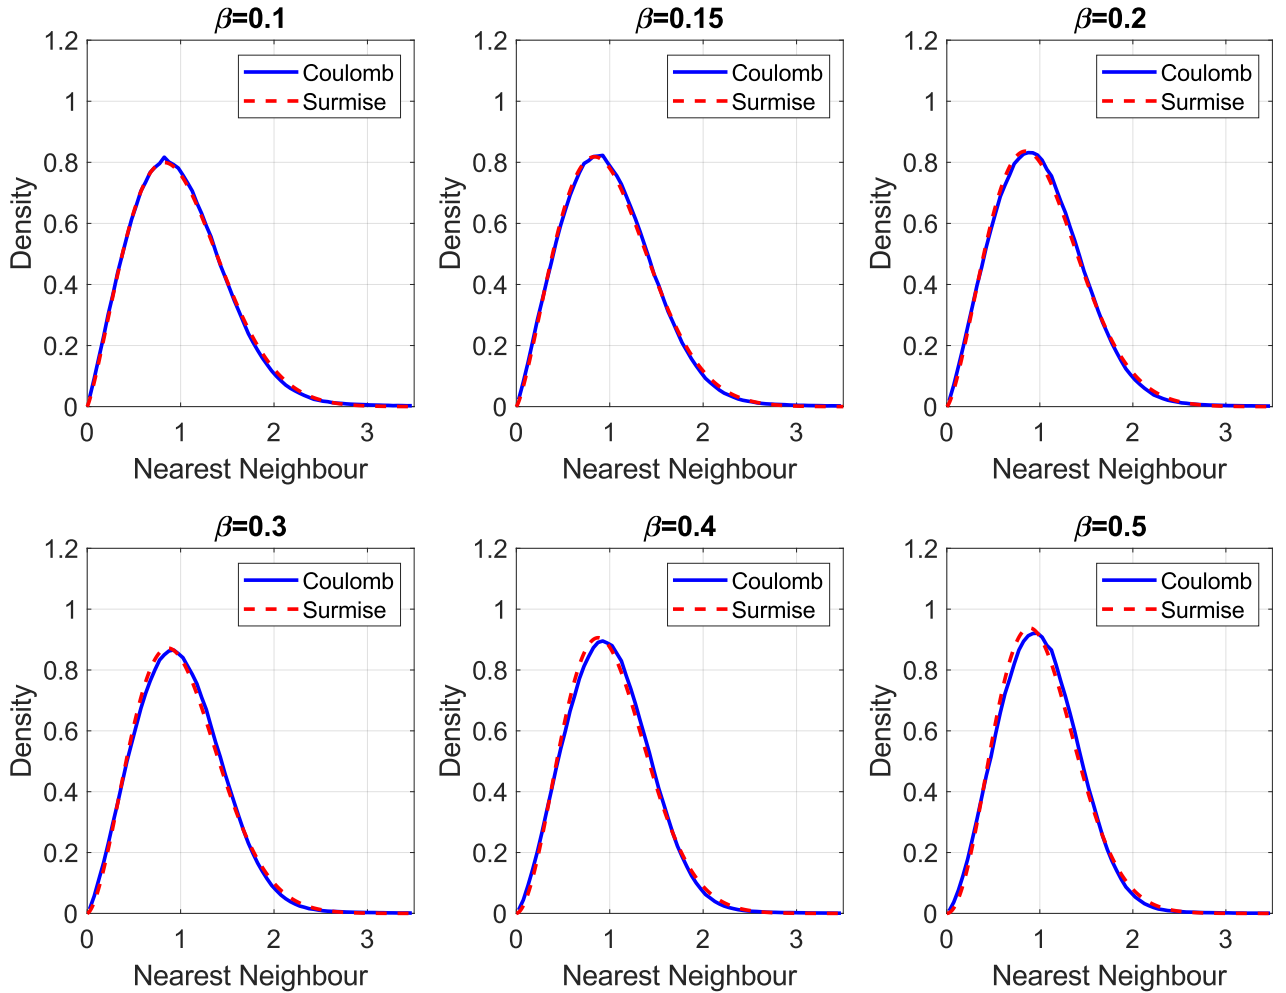 β=0.1
1.2
1
0.8
0.6
0.4
0.2
0
Density
Coulomb
Surmise
0 1 2 3
Nearest Neighbour
β=0.15
1.2
1
0.8
0.6
0.4
0.2
0
Density
Coulomb
Surmise
0 1 2 3
Nearest Neighbour
β=0.2
1.2
1
0.8
0.6
0.4
0.2
0
Density
Coulomb
Surmise
0 1 2 3
Nearest Neighbour
β=0.3
1.2
1
0.8
0.6
0.4
0.2
0
Density
Coulomb
Surmise
0 1 2 3
Nearest Neighbour
β=0.4
1.2
1
0.8
0.6
0.4
0.2
0
Density
Coulomb
Surmise
0 1 2 3
Nearest Neighbour
β=0.5
1.2
1
0.8
0.6
0.4
0.2
0
Density
Coulomb
Surmise
0 1 2 3
Nearest Neighbour